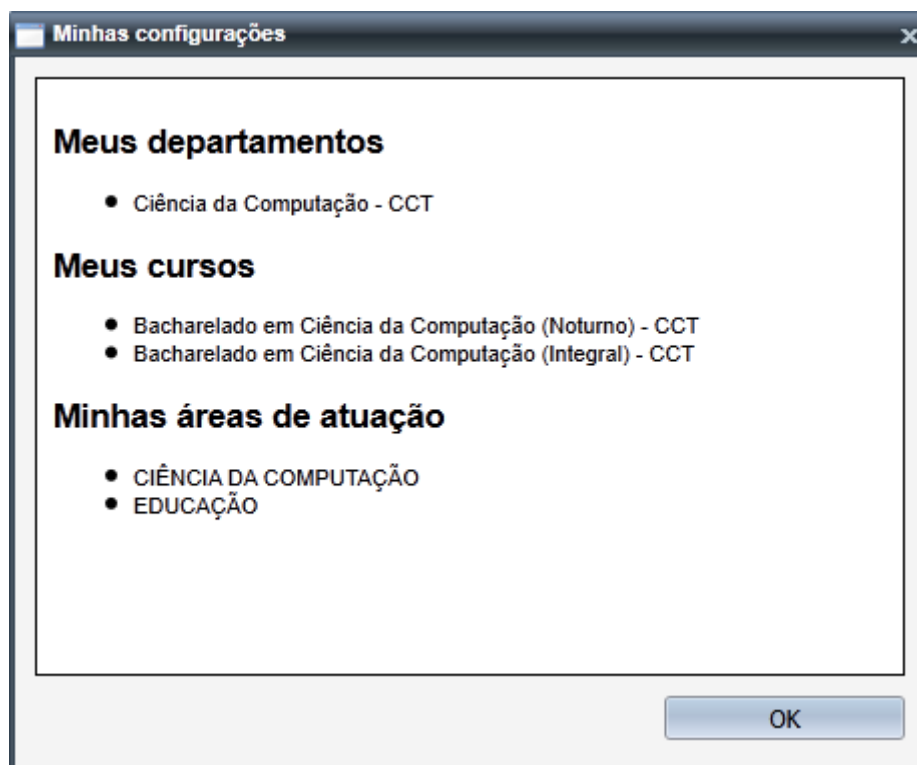 Minhas configurações
Meus departamentos
Ciência da Computação - CCT
Meus cursos
Bacharelado em Ciência da Computação (Noturno) - CCT
Bacharelado em Ciência da Computação (Integral) - CCT
Minhas áreas de atuação
CIÊNCIA DA COMPUTAÇÃO
EDUCAÇÃO
OK